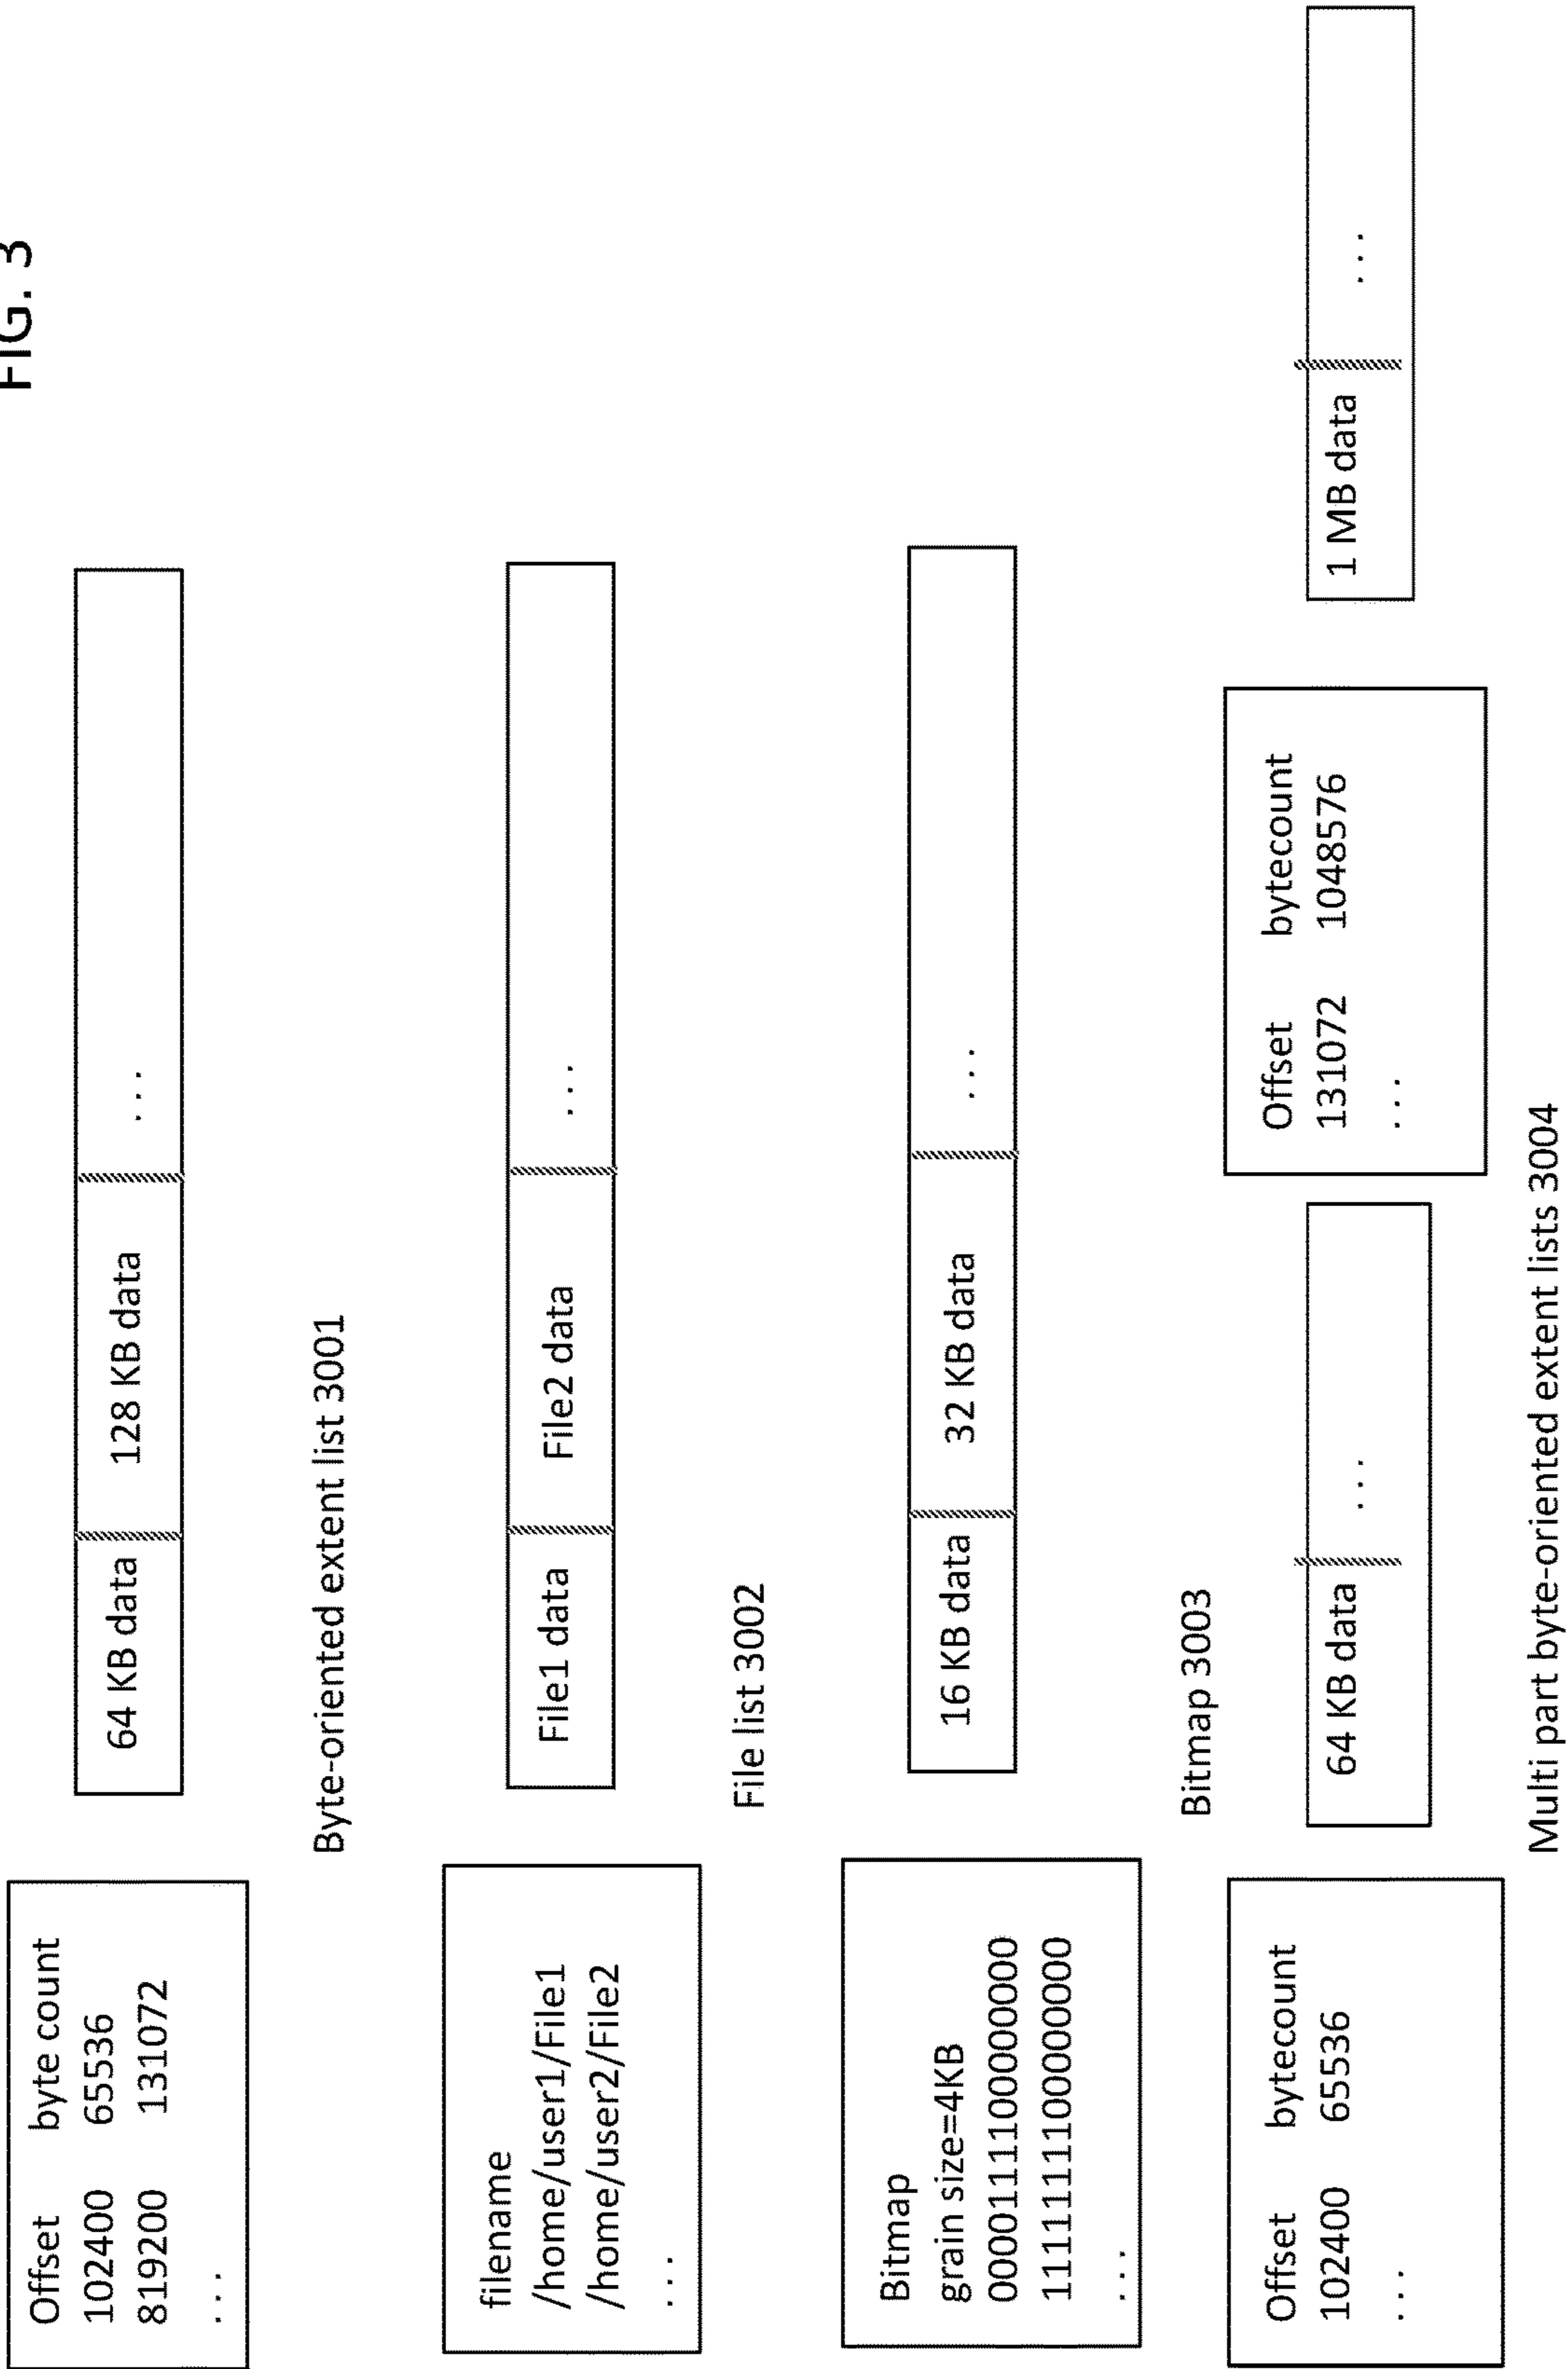 FIG. 3
Offset byte count
102400 65536
819200 131072
...
64 KB data 128 KB data ...
Byte-oriented extent list 3001
filename
/home/user1/File1
/home/user2/File2
...
File1 data File2 data ...
File list 3002
Bitmap
grain size=4KB
0000111100000000
1111111100000000
...
16 KB data 32 KB data ...
Bitmap 3003
Offset bytecount
102400 65536
...
64 KB data ...
Offset bytecount
131072 1048576
...
1 MB data ...
Multi part byte-oriented extent lists 3004